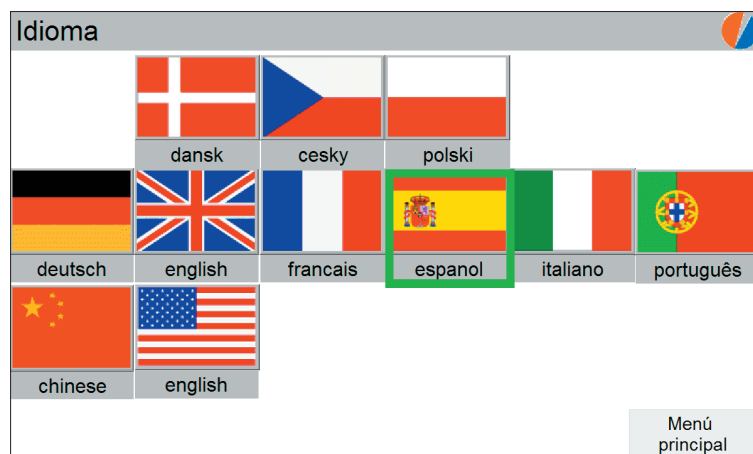 Idioma
dansk cesky polski
deutsch english francais espanol italiano português
chinese english
Menú
principal